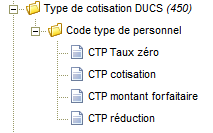 Type de cotisation DUCS (450)
Code type de personnel
CTP Taux zéro
CTP cotisation
CTP montant forfaitaire
CTP réduction